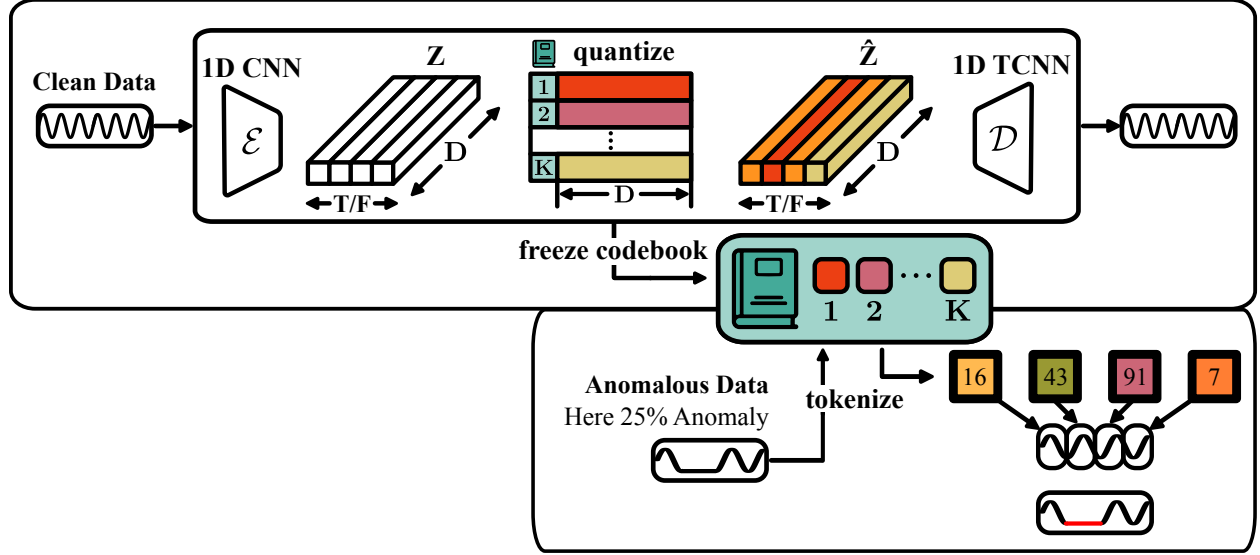 Clean Data
1D CNN
ℰ
Z
D
T/F
quantize
1
2
⋮
K
D
Ẑ
D
T/F
1D TCNN
𝒟
freeze codebook
1 2 ⋯ K
Anomalous Data
Here 25% Anomaly
tokenize
16 43 91 7